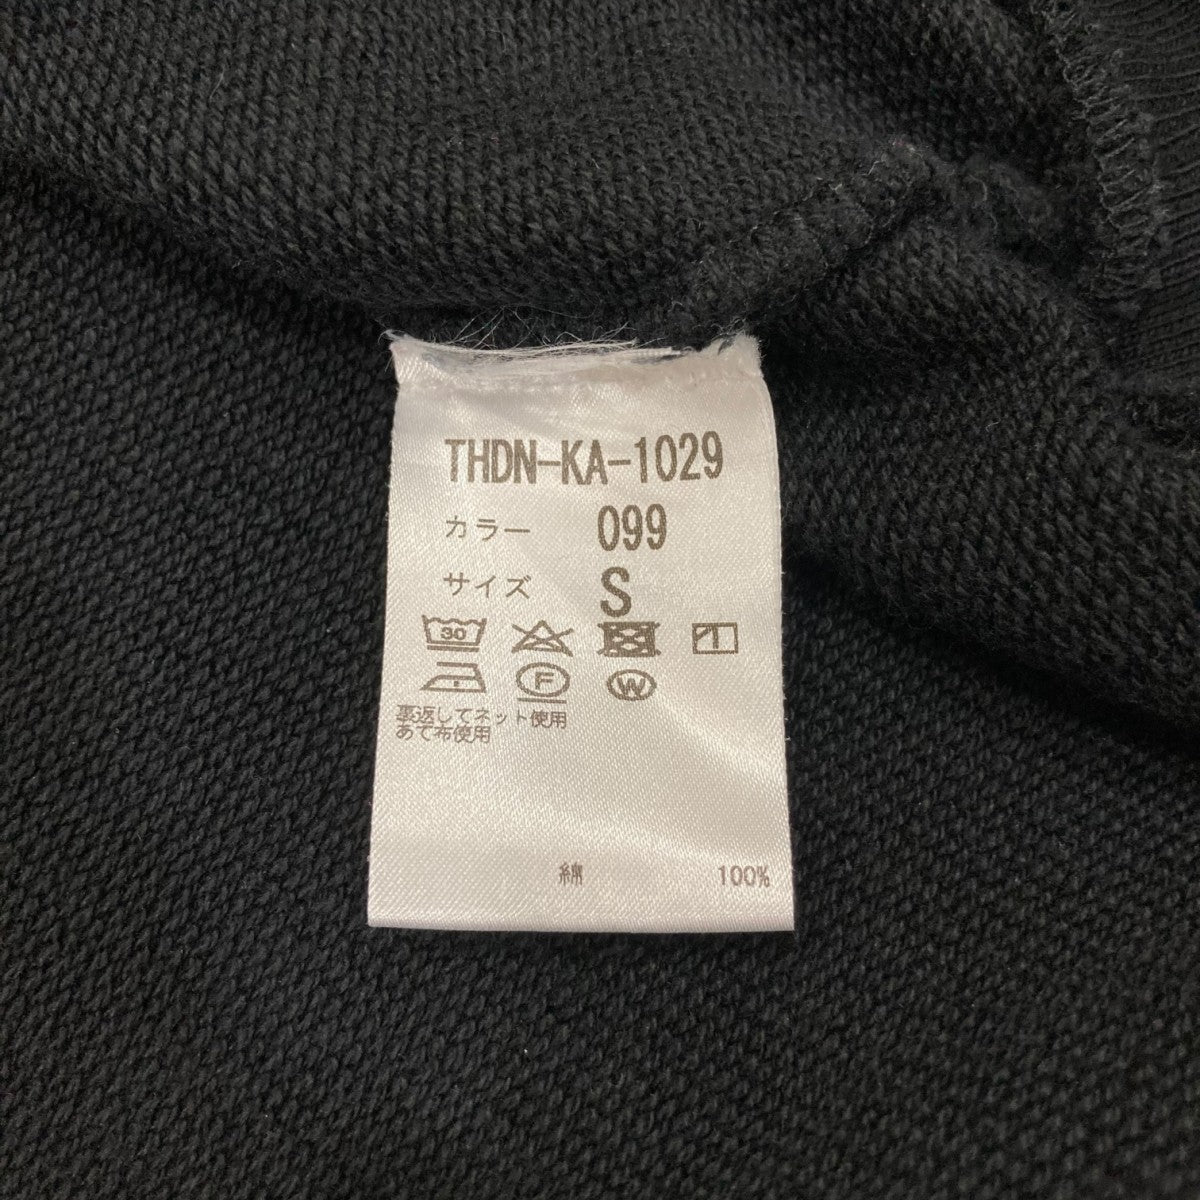 THDN-KA-1029
カラー 099
サイズ S
30
F W
裏返してネット使用
あて布使用
綿 100%